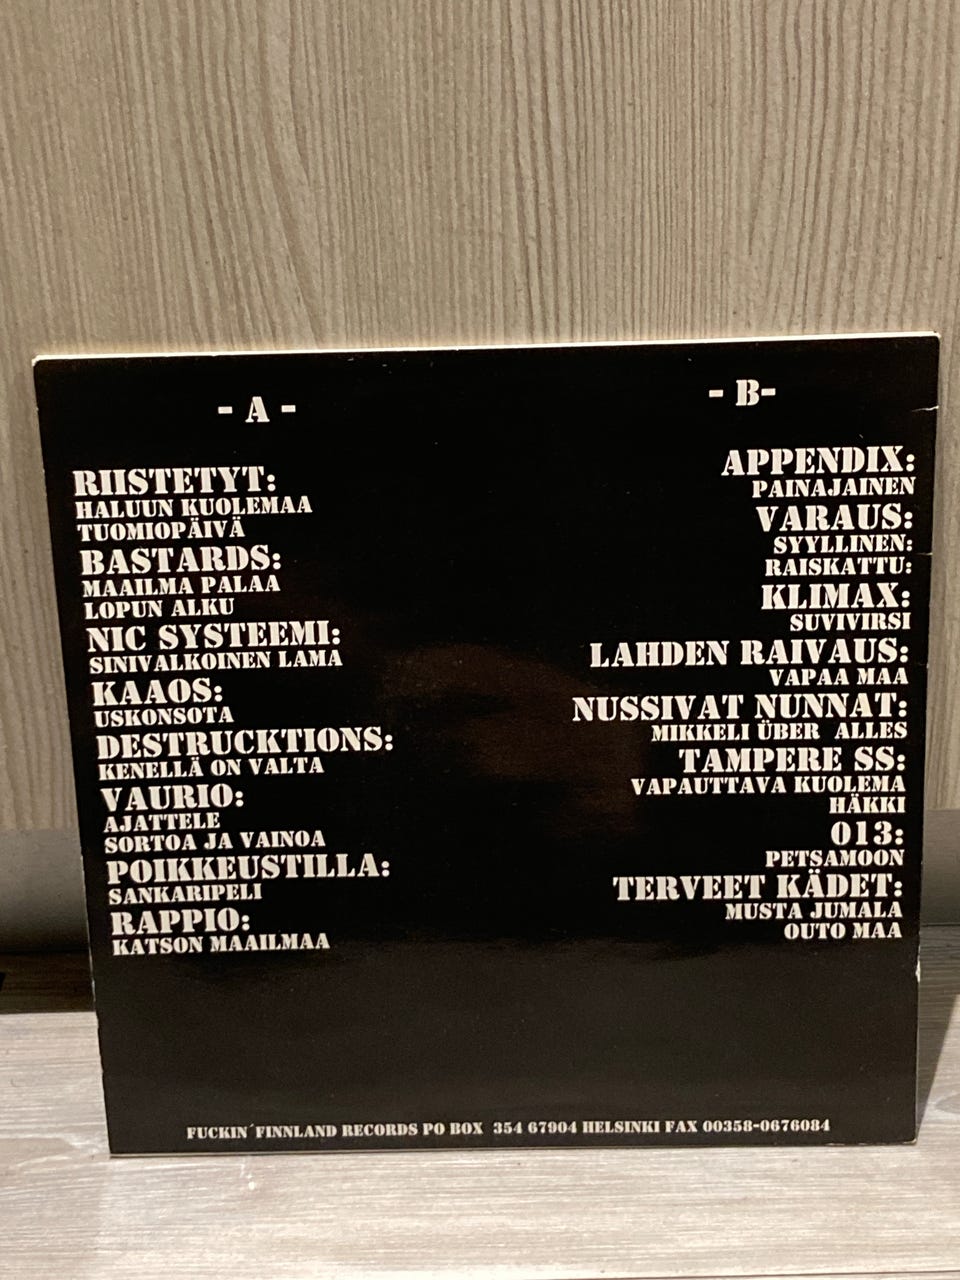 - A -
RIISTETYT:
HALUUN KUOLEMAA
TUOMIOPÄIVÄ
BASTARDS:
MAAILMA PALAA
LOPUN ALKU
NIC SYSTEEMI:
SINIVALKOINEN LAMA
KAAOS:
USKONSOTA
DESTRUCKTIONS:
KENELLÄ ON VALTA
VAURIO:
AJATTELE
SORTOA JA VAINOA
POIKKEUSTILLA:
SANKARIPELI
RAPPIO:
KATSON MAAILMAA
- B-
APPENDIX:
PAINAJAINEN
VARAUS:
SYYLLINEN:
RAISKATTU:
KLIMAX:
SUVIVIRSI
LAHDEN RAIVAUS:
VAPAA MAA
NUSSIVAT NUNNAT:
MIKKELI ÜBER ALLES
TAMPERE SS:
VAPAUTTAVA KUOLEMA
HÄKKI
013:
PETSAMOON
TERVEET KÄDET:
MUSTA JUMALA
OUTO MAA
FUCKIN´FINNLAND RECORDS PO BOX 354 67904 HELSINKI FAX 00358-0676084